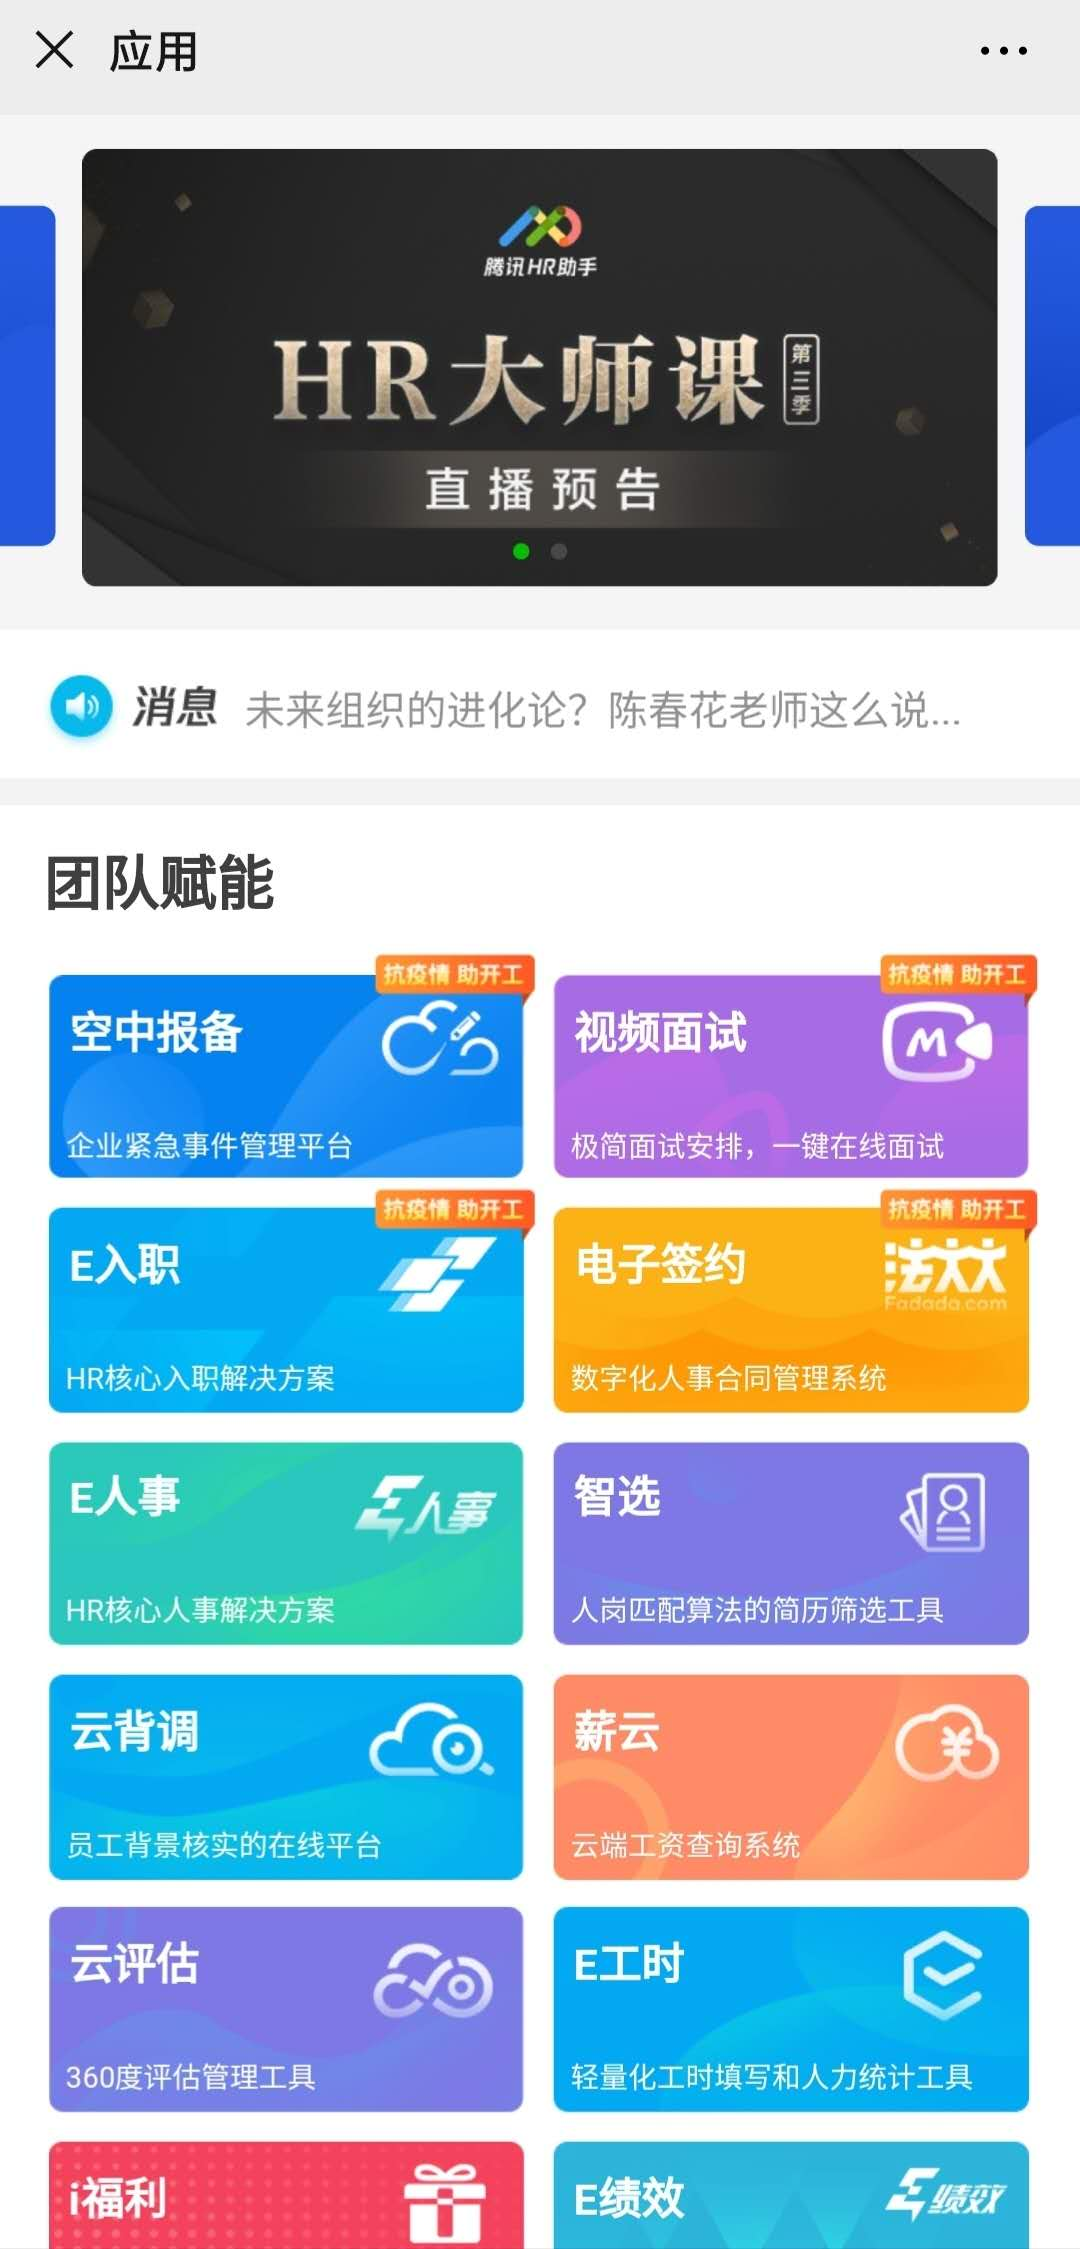 应用
腾讯HR助手
HR大师课
第三季
直播预告
消息 未来组织的进化论？陈春花老师这么说...
团队赋能
抗疫情 助开工
空中报备
企业紧急事件管理平台
抗疫情 助开工
视频面试
M
极简面试安排，一键在线面试
抗疫情 助开工
E入职
HR核心入职解决方案
抗疫情 助开工
电子签约
法大大
Fadada.com
数字化人事合同管理系统
E人事
E人事
HR核心人事解决方案
智选
人岗匹配算法的简历筛选工具
云背调
员工背景核实的在线平台
薪云
¥
云端工资查询系统
云评估
360度评估管理工具
E工时
轻量化工时填写和人力统计工具
i福利
E绩效
E绩效